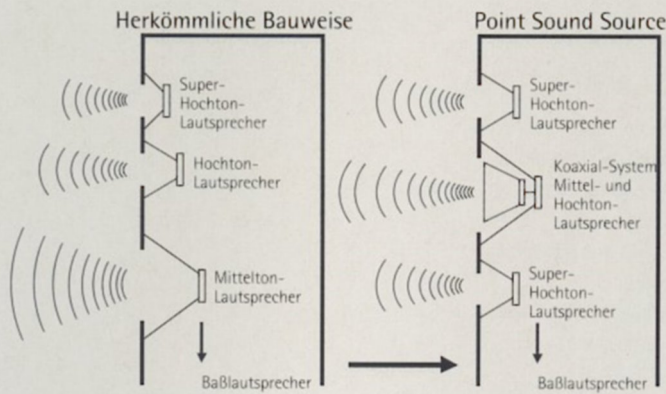 Herkömmliche Bauweise
Super-
Hochton-
Lautsprecher
Hochton-
Lautsprecher
Mittelton-
Lautsprecher
Baßlautsprecher
Point Sound Source
Super-
Hochton-
Lautsprecher
Koaxial-System
Mittel- und
Hochton-
Lautsprecher
Super-
Hochton-
Lautsprecher
Baßlautsprecher